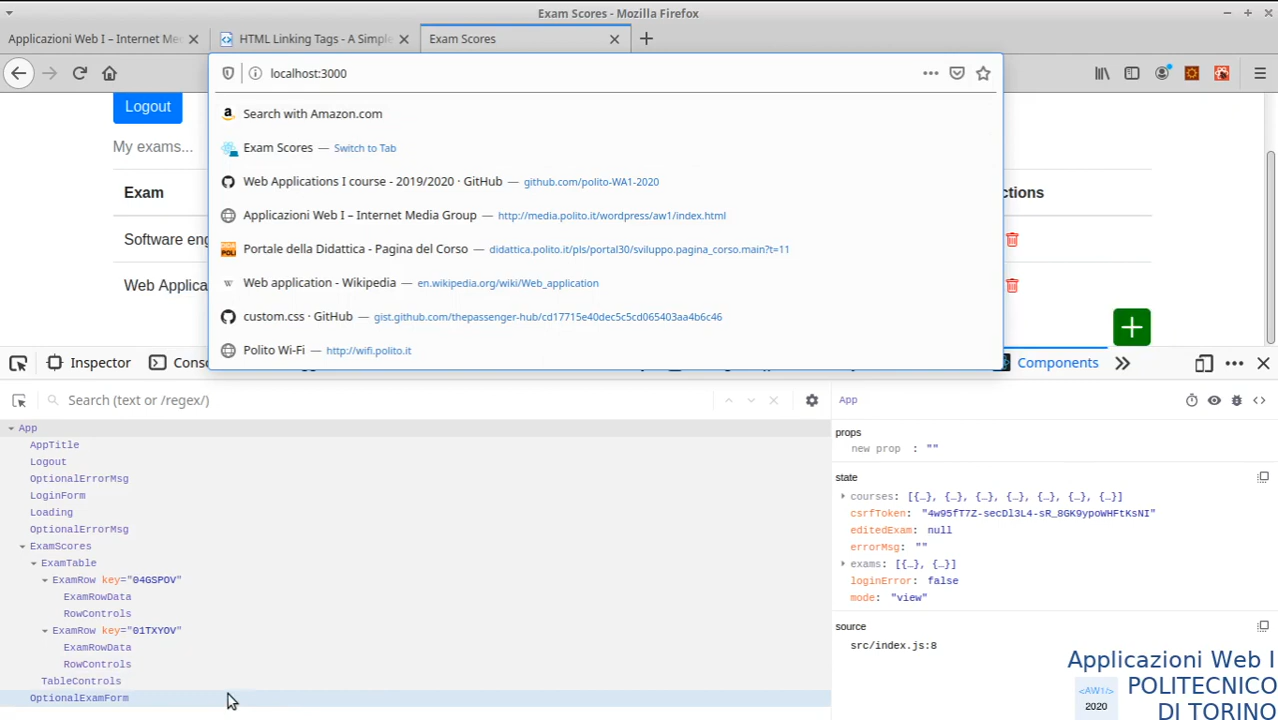 Exam Scores - Mozilla Firefox
Applicazioni Web I – Internet Me
HTML Linking Tags - A Simple
Exam Scores
localhost:3000
Logout
Search with Amazon.com
My exams...
Exam Scores — Switch to Tab
Web Applications I course - 2019/2020 · GitHub — github.com/polito-WA1-2020
Exam
Applicazioni Web I – Internet Media Group — http://media.polito.it/wordpress/aw1/index.html
Software eng
Portale della Didattica - Pagina del Corso — didattica.polito.it/pls/portal30/sviluppo.pagina_corso.main?t=11
Web Applica
W Web application - Wikipedia — en.wikipedia.org/wiki/Web_application
custom.css · GitHub — gist.github.com/thepassenger-hub/cd17715e40dec5c5cd065403aa4b6c46
Polito Wi-Fi — http://wifi.polito.it
Inspector
Components
Search (text or /regex/)
App
App
AppTitle
Logout
OptionalErrorMsg
LoginForm
Loading
OptionalErrorMsg
ExamScores
ExamTable
ExamRow key="04GSPOV"
ExamRowData
RowControls
ExamRow key="01TXYOV"
ExamRowData
RowControls
TableControls
OptionalExamForm
props
new prop : ""
state
courses: [{…}, {…}, {…}, {…}, {…}, {…}, {…}]
csrfToken: "4w95fT7Z-secDl3L4-sR_8GK9ypoWHFtKsNI"
editedExam: null
errorMsg: ""
exams: [{…}, {…}]
loginError: false
mode: "view"
source
src/index.js:8
Applicazioni Web I
<AW1/>
2020
POLITECNICO
DI TORINO